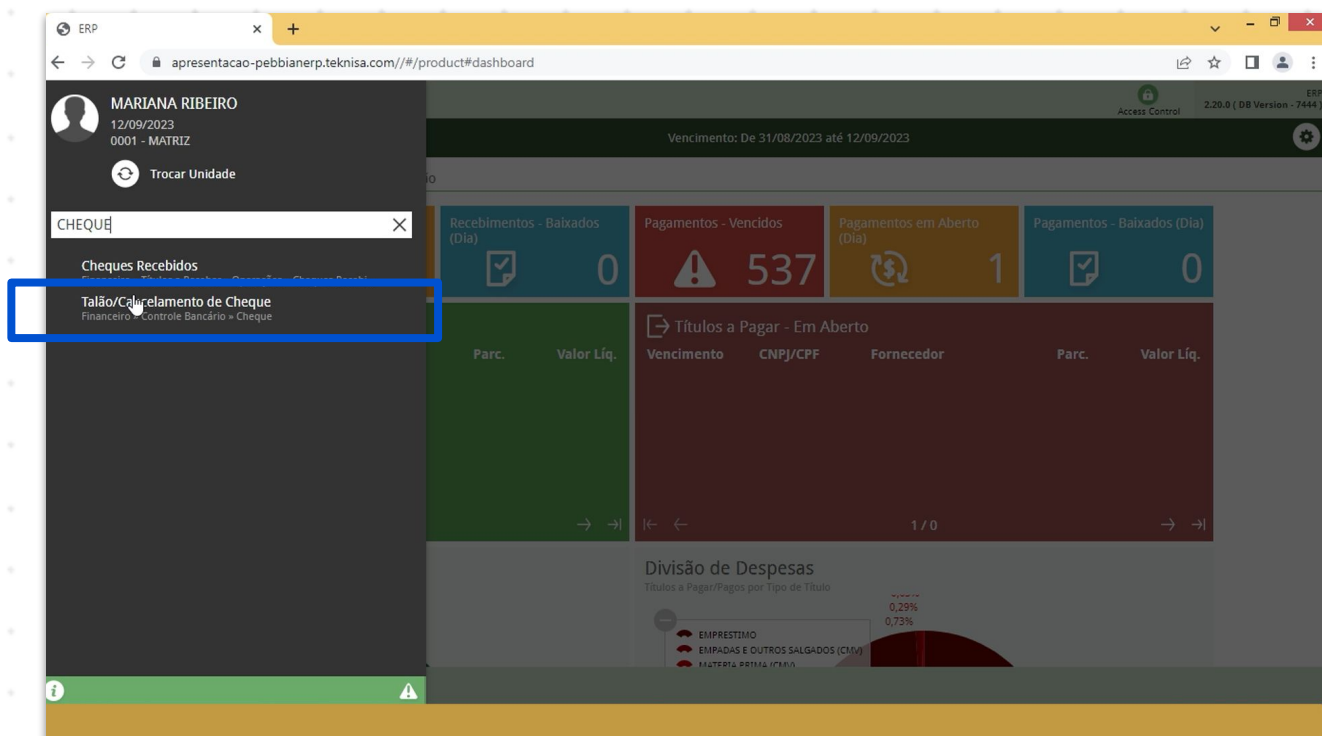 ERP
apresentacao-pebbianerp.teknisa.com//#/product#dashboard
MARIANA RIBEIRO
12/09/2023
0001 - MATRIZ
Trocar Unidade
CHEQUE
Cheques Recebidos
Talão/Cancelamento de Cheque
Financeiro » Controle Bancário » Cheque
Access Control
ERP
2.20.0 ( DB Version - 7444 )
Vencimento: De 31/08/2023 até 12/09/2023
Recebimentos - Baixados (Dia)
0
Pagamentos - Vencidos
537
Pagamentos em Aberto (Dia)
1
Pagamentos - Baixados (Dia)
0
Parc. Valor Líq.
Títulos a Pagar - Em Aberto
Vencimento CNPJ/CPF Fornecedor Parc. Valor Líq.
1 / 0
Divisão de Despesas
Títulos a Pagar/Pagos por Tipo de Título
0,29%
0,73%
EMPRESTIMO
EMPADAS E OUTROS SALGADOS (CMV)
MATERIA PRIMA (CMV)